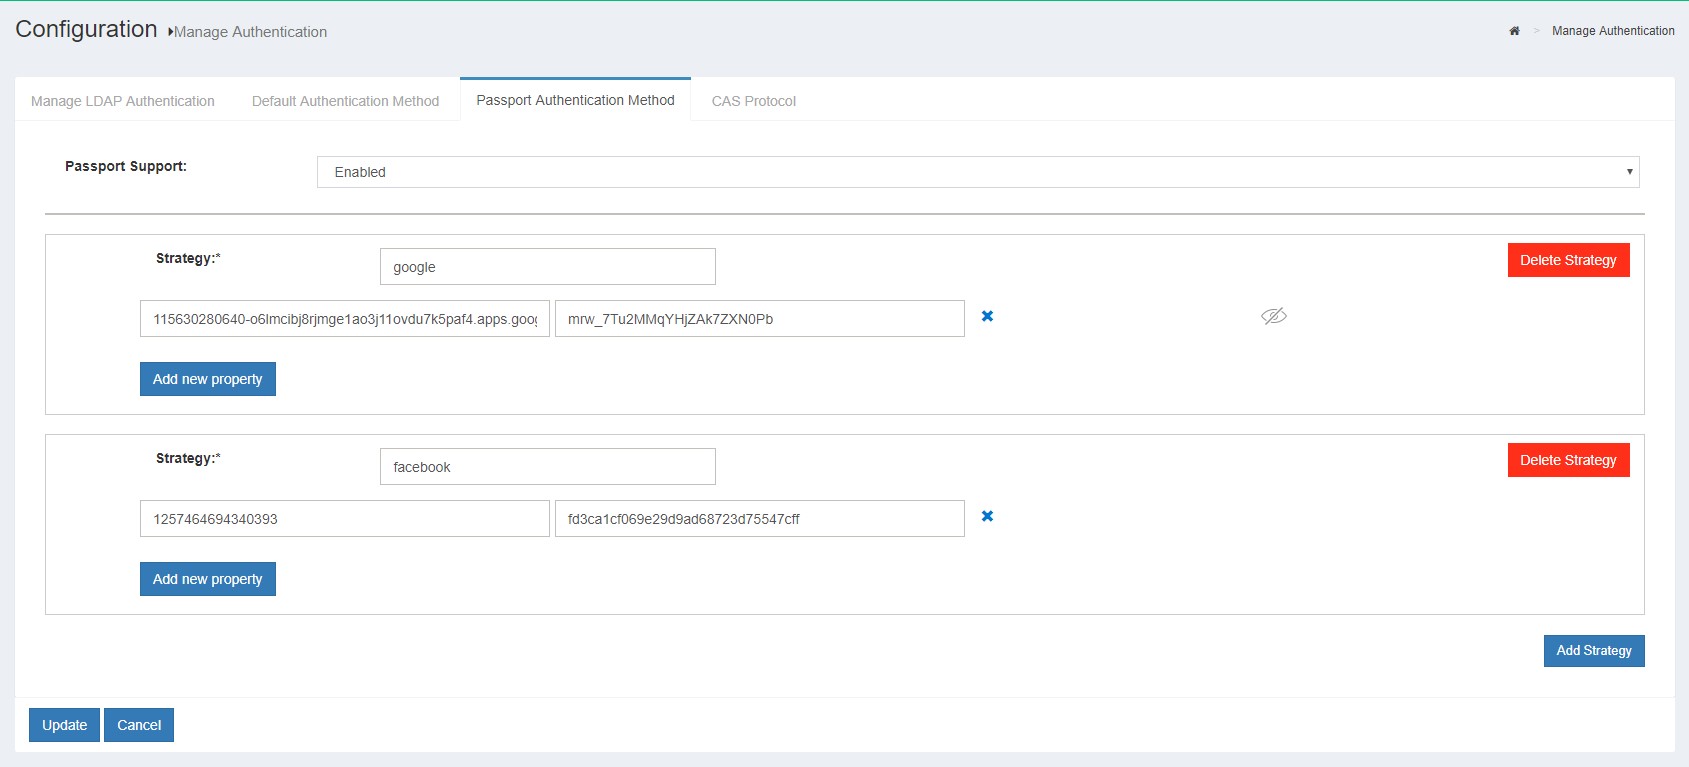 Configuration Manage Authentication
> Manage Authentication
Manage LDAP Authentication Default Authentication Method Passport Authentication Method CAS Protocol
Passport Support: Enabled
Strategy:* google Delete Strategy
115630280640-o6lmcibj8rjmge1ao3j11ovdu7k5paf4.apps.goog mrw_7Tu2MMqYHjZAk7ZXN0Pb
Add new property
Strategy:* facebook Delete Strategy
1257464694340393 fd3ca1cf069e29d9ad68723d75547cff
Add new property
Add Strategy
Update Cancel